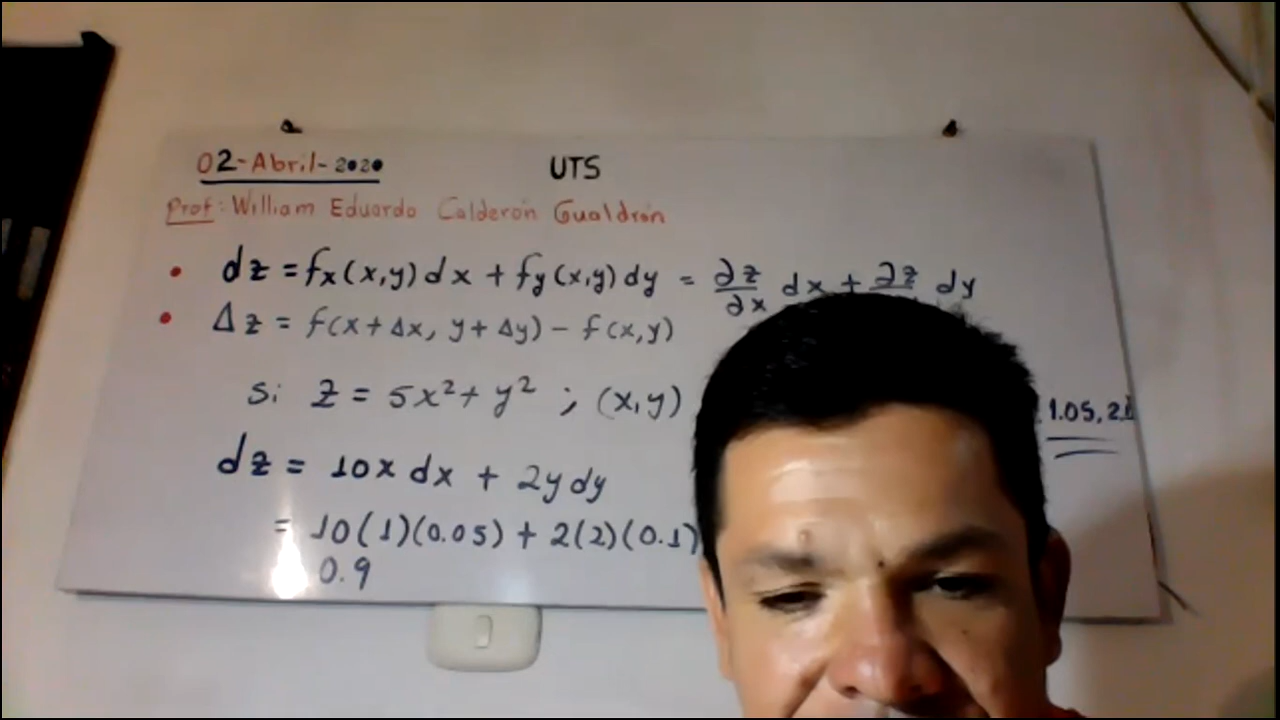 02-Abril-2020 UTS
Prof: William Eduardo Calderón Gualdrón
• dz = fx(x,y)dx + fy(x,y)dy = ∂z/∂x dx + ∂z dy
• Δz = f(x+Δx, y+Δy) - f(x,y)
Si z = 5x²+ y² ; (x,y) 1.05, 2.
dz = 10x dx + 2y dy
= 10(1)(0.05) + 2(2)(0.1)
0.9